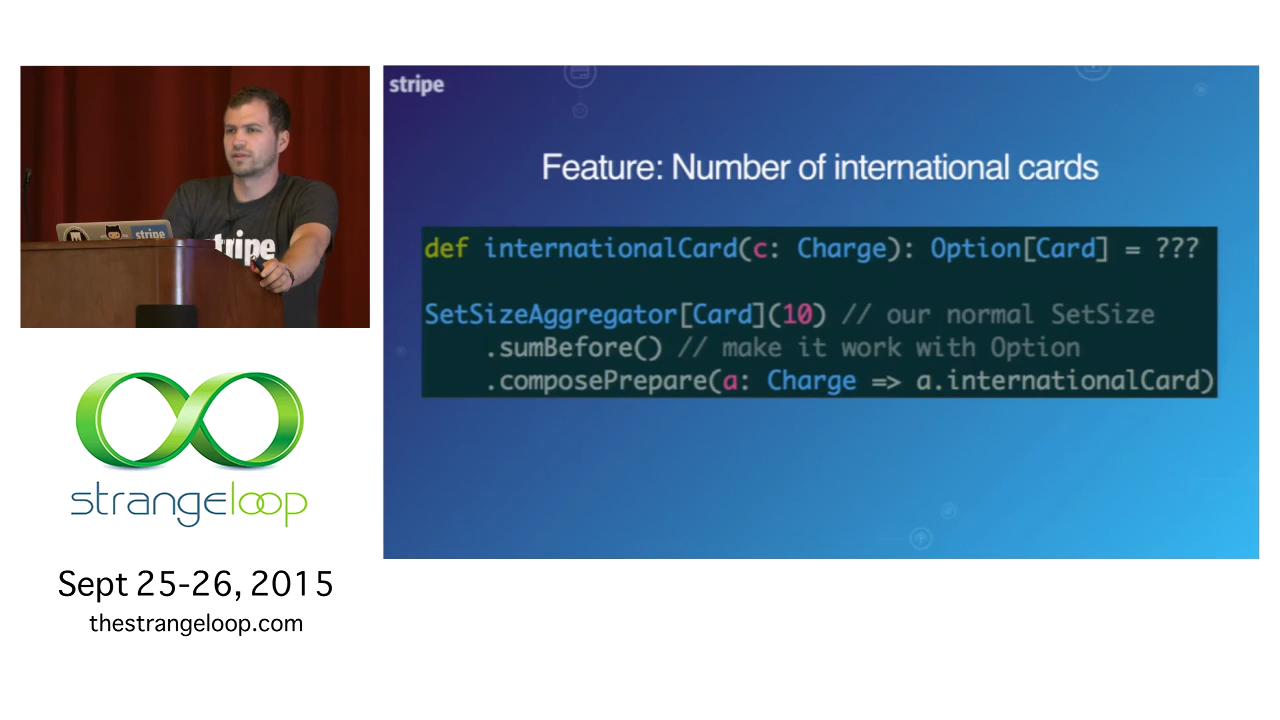 stripe
Feature: Number of international cards
def internationalCard(c: Charge): Option[Card] = ???
SetSizeAggregator[Card](10) // our normal SetSize
.sumBefore() // make it work with Option
.composePrepare(a: Charge => a.internationalCard)
stripe
tripe
strangeloop
Sept 25-26, 2015
thestrangeloop.com